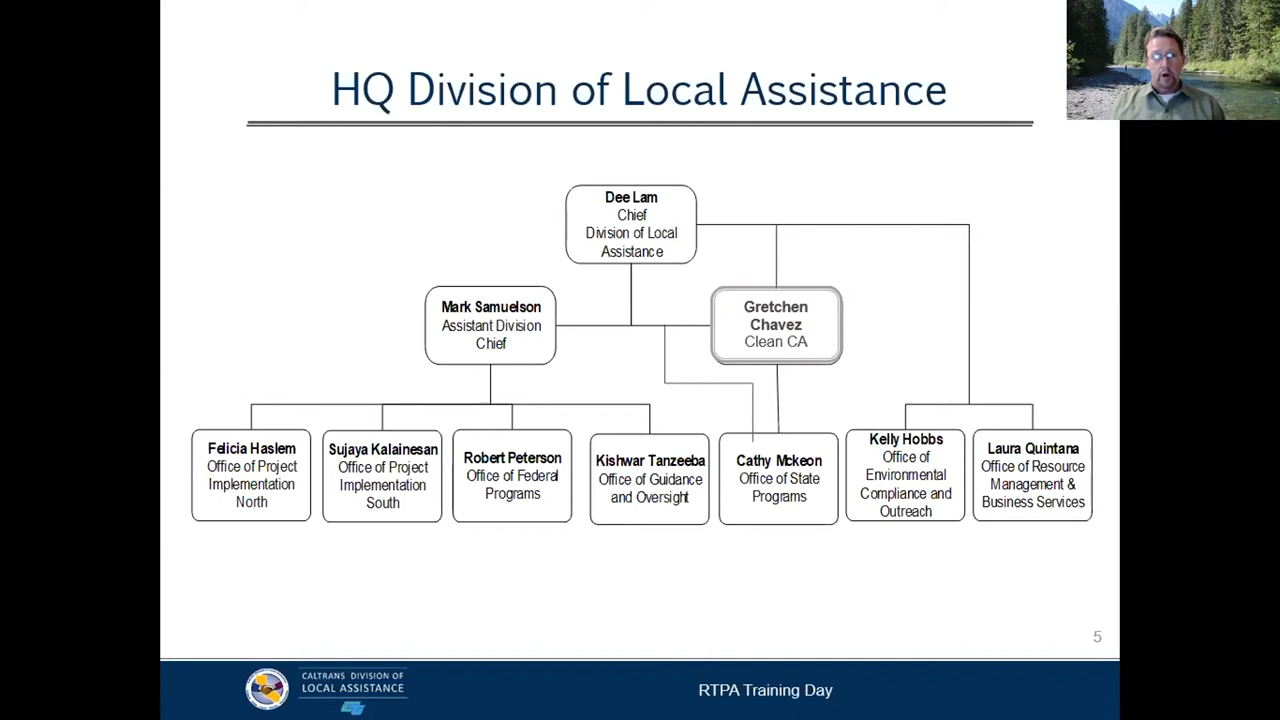 HQ Division of Local Assistance
Dee Lam
Chief
Division of Local
Assistance
Mark Samuelson
Assistant Division
Chief
Gretchen
Chavez
Clean CA
Felicia Haslem
Office of Project
Implementation
North
Sujaya Kalainesan
Office of Project
Implementation
South
Robert Peterson
Office of Federal
Programs
Kishwar Tanzeeba
Office of Guidance
and Oversight
Cathy Mckeon
Office of State
Programs
Kelly Hobbs
Office of
Environmental
Compliance and
Outreach
Laura Quintana
Office of Resource
Management &
Business Services
5
CALTRANS DIVISION OF
LOCAL ASSISTANCE
RTPA Training Day